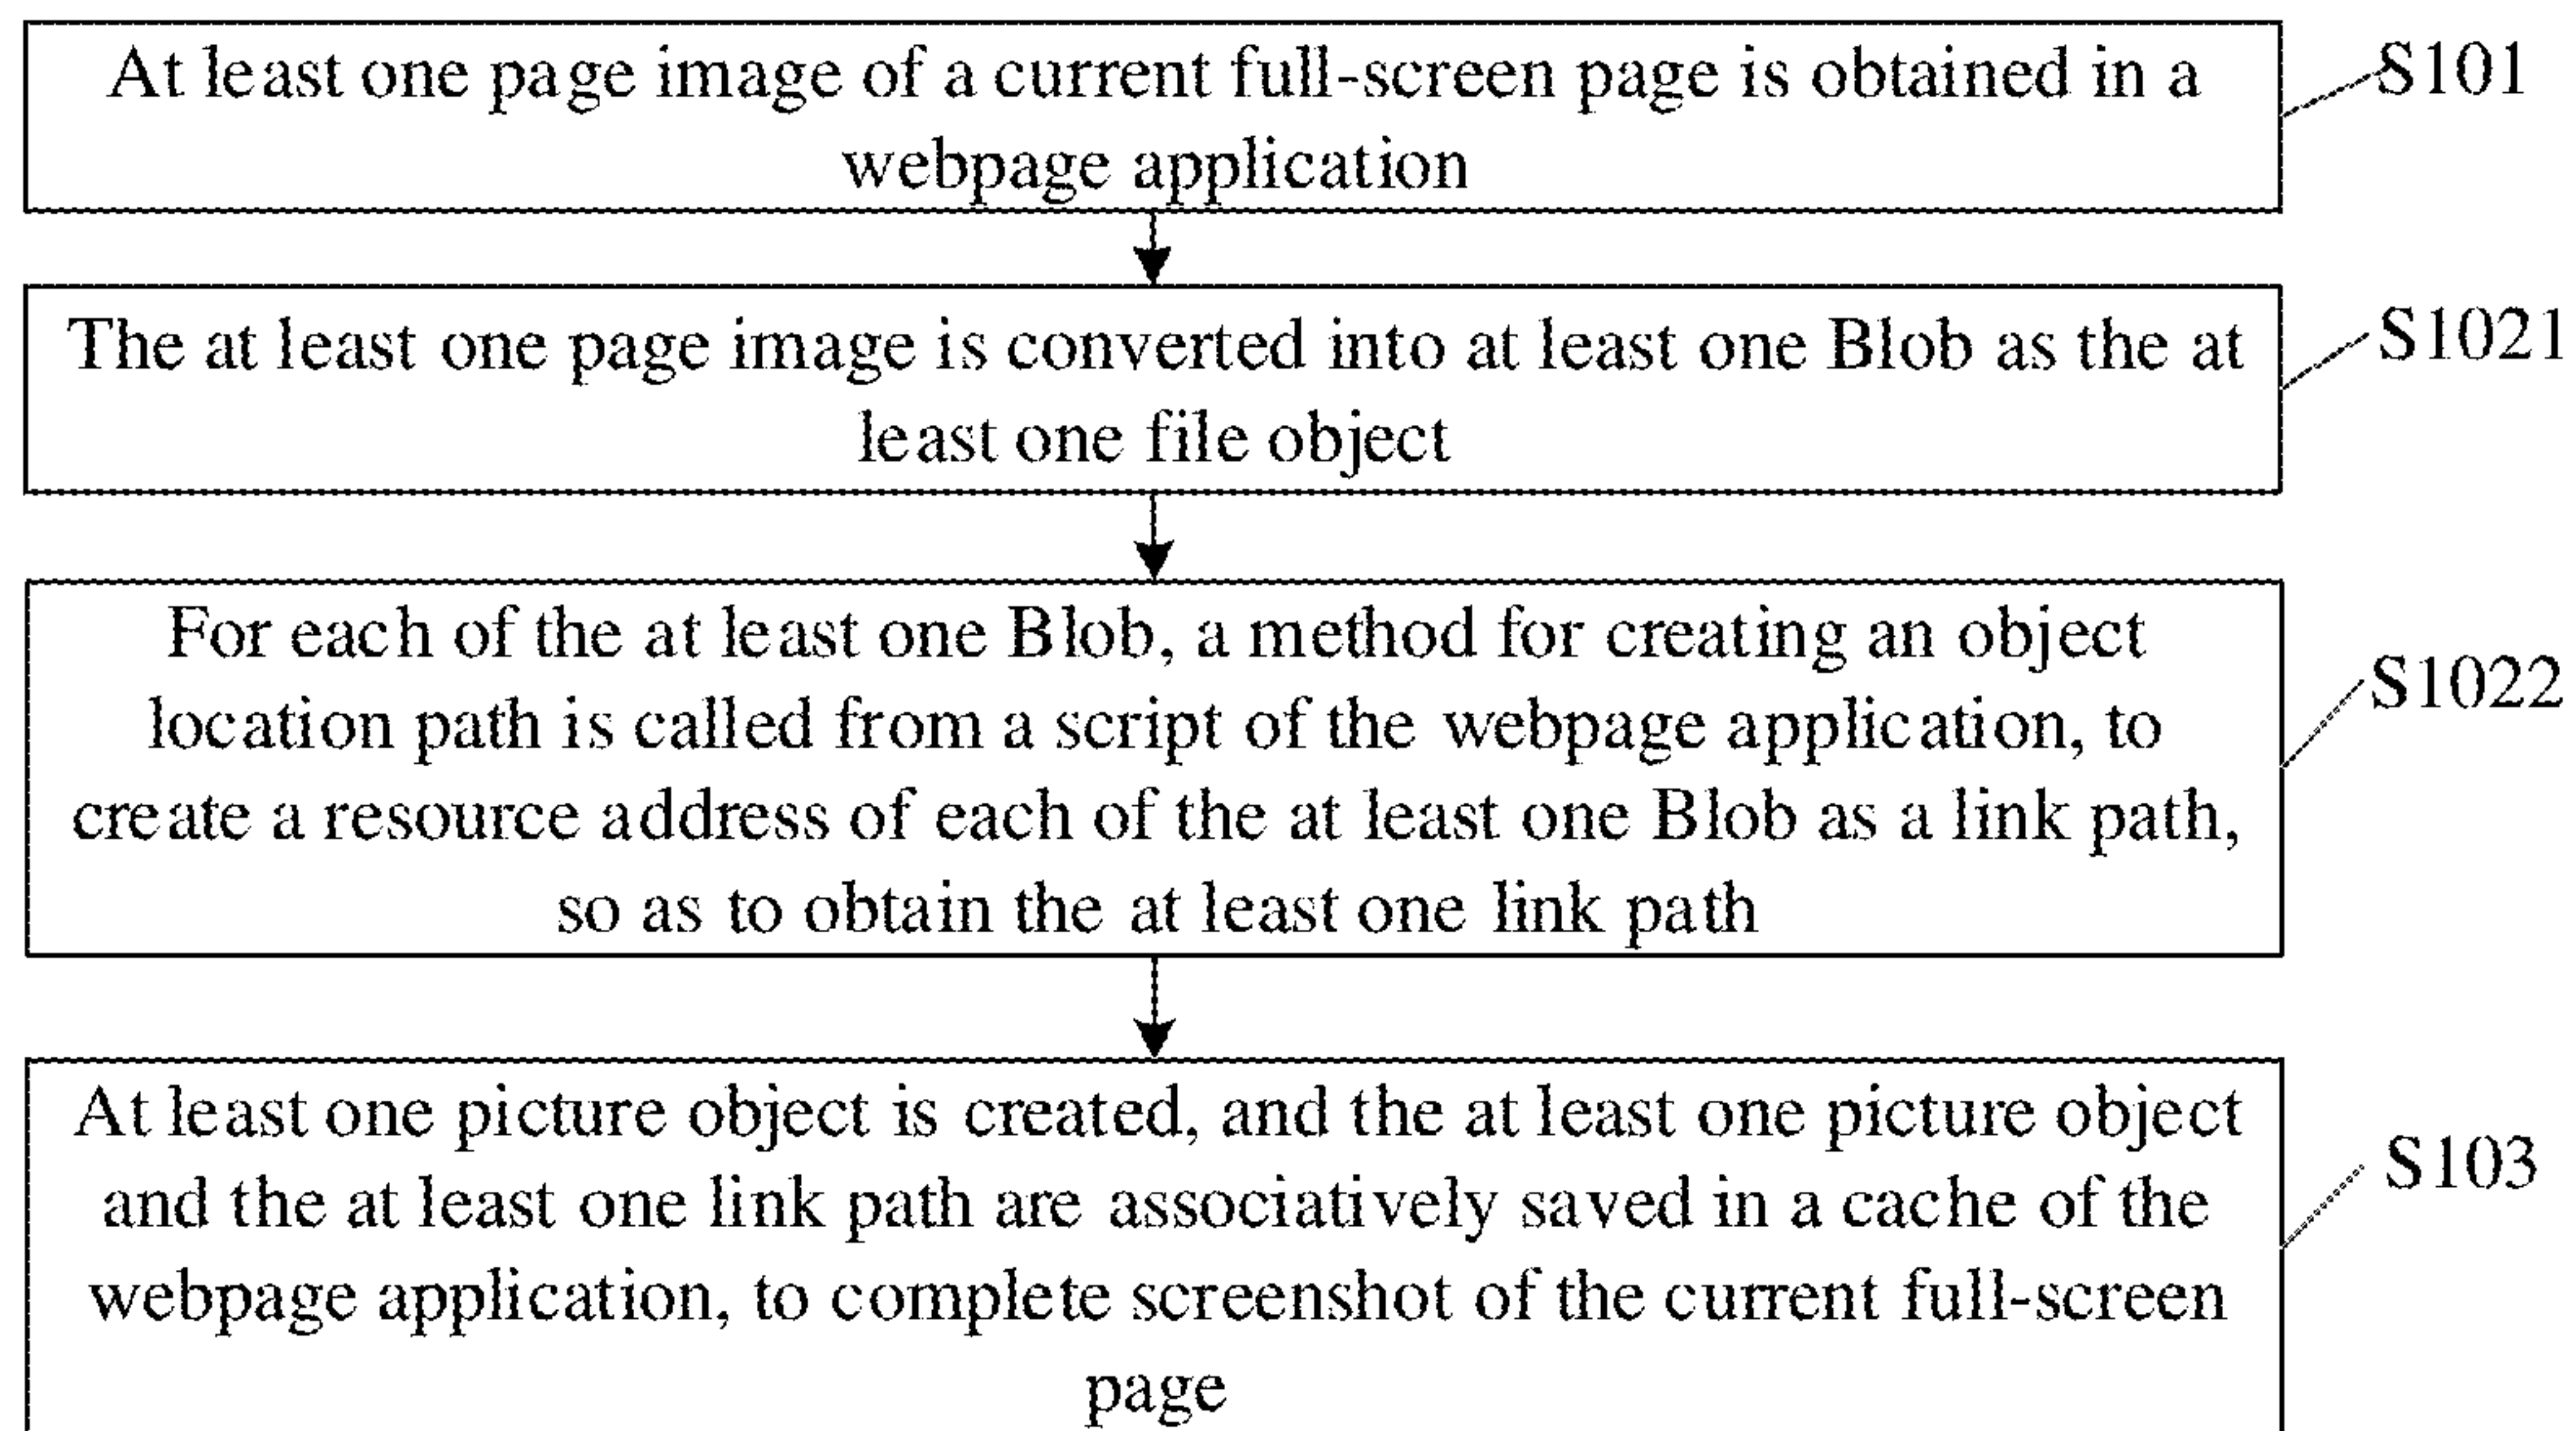 At least one page image of a current full-screen page is obtained in a
webpage application
S101
The at least one page image is converted into at least one Blob as the at
least one file object
S1021
For each of the at least one Blob, a method for creating an object
location path is called from a script of the webpage application, to
create a resource address of each of the at least one Blob as a link path,
so as to obtain the at least one link path
S1022
At least one picture object is created, and the at least one picture object
and the at least one link path are associatively saved in a cache of the
webpage application, to complete screenshot of the current full-screen
page
S103